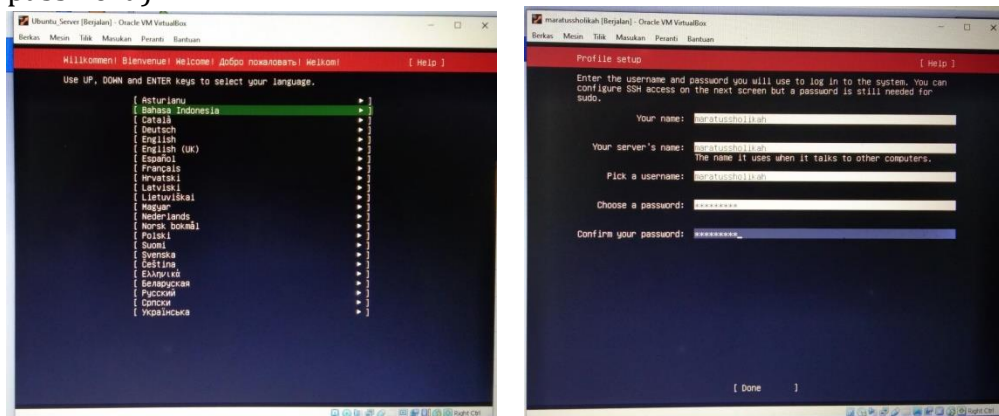 Ubuntu_Server [Berjalan] - Oracle VM VirtualBox
Berkas Mesin Tilik Masukan Peranti Bantuan
Willkommen! Bienvenue! Welcome! Добро пожаловать! Welkom!
[ Help ]
Use UP, DOWN and ENTER keys to select your language.
[ Asturianu ► ]
[ Bahasa Indonesia ► ]
[ Català ► ]
[ Deutsch ► ]
[ English ► ]
[ English (UK) ► ]
[ Español ► ]
[ Français ► ]
[ Hrvatski ► ]
[ Latviski ► ]
[ Lietuviškai ► ]
[ Magyar ► ]
[ Nederlands ► ]
[ Norsk bokmål ► ]
[ Polski ► ]
[ Suomi ► ]
[ Svenska ► ]
[ Čeština ► ]
[ Ελληνικά ► ]
[ Беларуская ► ]
[ Русский ► ]
[ Српски ► ]
[ Українська ► ]
Right Ctrl
maratussholikah [Berjalan] - Oracle VM VirtualBox
Berkas Mesin Tilik Masukan Peranti Bantuan
Profile setup
[ Help ]
Enter the username and password you will use to log in to the system. You can
configure SSH access on the next screen but a password is still needed for
sudo.
Your name: maratussholikah
Your server's name: maratussholikah
The name it uses when it talks to other computers.
Pick a username: maratussholikah
Choose a password: *********
Confirm your password: *********_
[ Done ]
Right Ctrl